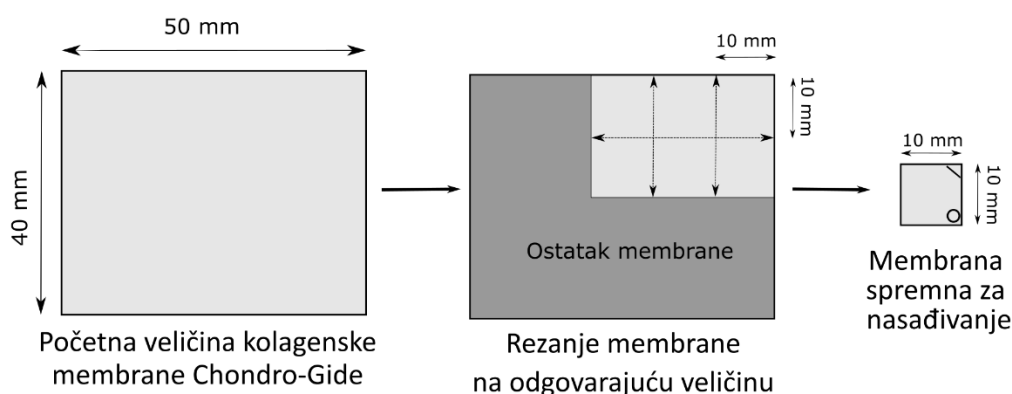 50 mm
40 mm
Početna veličina kolagenske
membrane Chondro-Gide
10 mm
10 mm
Ostatak membrane
Rezanje membrane
na odgovarajuću veličinu
10 mm
10 mm
Membrana
spremna za
nasađivanje